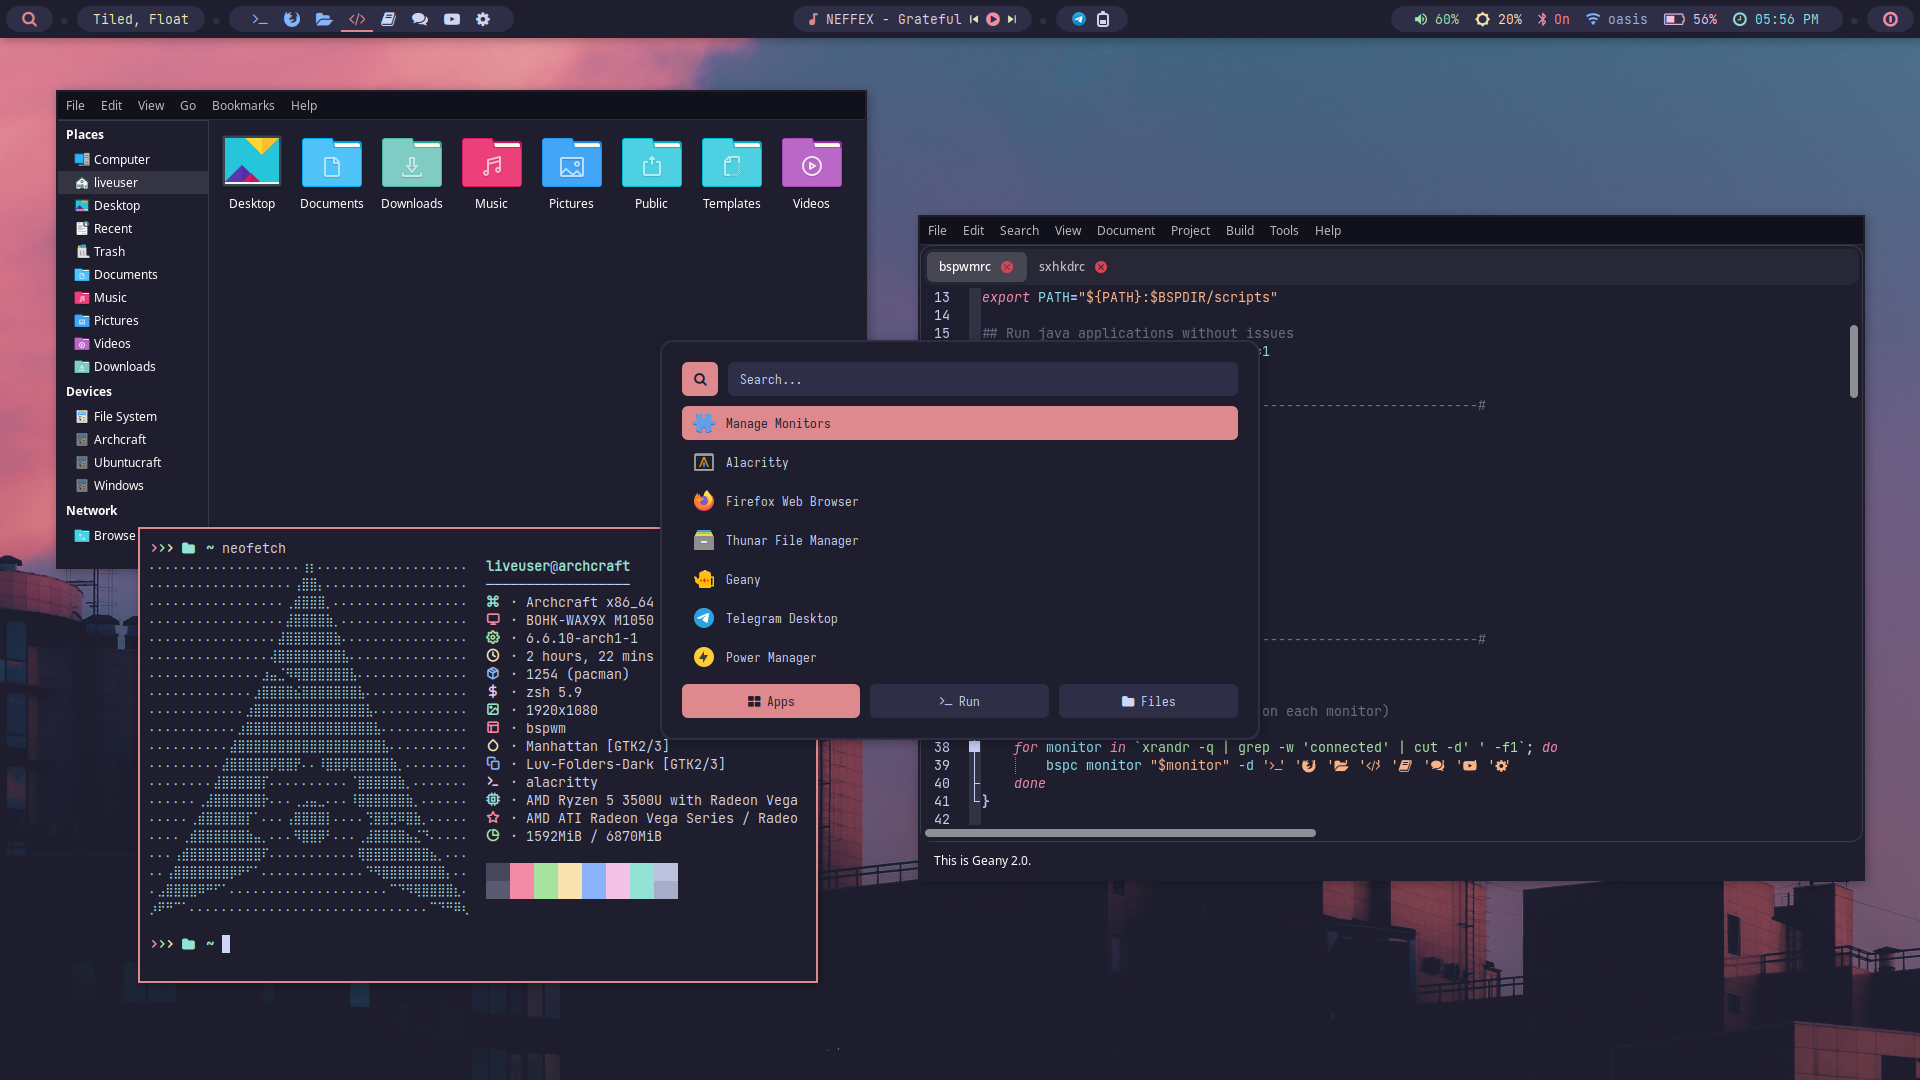 Tiled, Float
NEFFEX - Grateful
60% 20% On oasis 56% 05:56 PM
File Edit View Go Bookmarks Help
Places
Computer
liveuser
Desktop
Recent
Trash
Documents
Music
Pictures
Videos
Downloads
Devices
File System
Archcraft
Ubuntucraft
Windows
Network
Browse
Desktop Documents Downloads Music Pictures Public Templates Videos
File Edit Search View Document Project Build Tools Help
bspwmrc sxhkdrc
13 export PATH="${PATH}:$BSPDIR/scripts"
14
15 ## Run java applications without issues
=1
---------------------------#
---------------------------#
on each monitor)
38 for monitor in `xrandr -q | grep -w 'connected' | cut -d' ' -f1`; do
39 bspc monitor "$monitor" -d '' '' '' '' '' '' '' ''
40 done
41 }
42
This is Geany 2.0.
Search...
Manage Monitors
Alacritty
Firefox Web Browser
Thunar File Manager
Geany
Telegram Desktop
Power Manager
Apps Run Files
>>> ~ neofetch
liveuser@archcraft
· Archcraft x86_64
· BOHK-WAX9X M1050
· 6.6.10-arch1-1
· 2 hours, 22 mins
· 1254 (pacman)
· zsh 5.9
· 1920x1080
· bspwm
· Manhattan [GTK2/3]
· Luv-Folders-Dark [GTK2/3]
· alacritty
· AMD Ryzen 5 3500U with Radeon Vega
· AMD ATI Radeon Vega Series / Radeo
· 1592MiB / 6870MiB
>>> ~